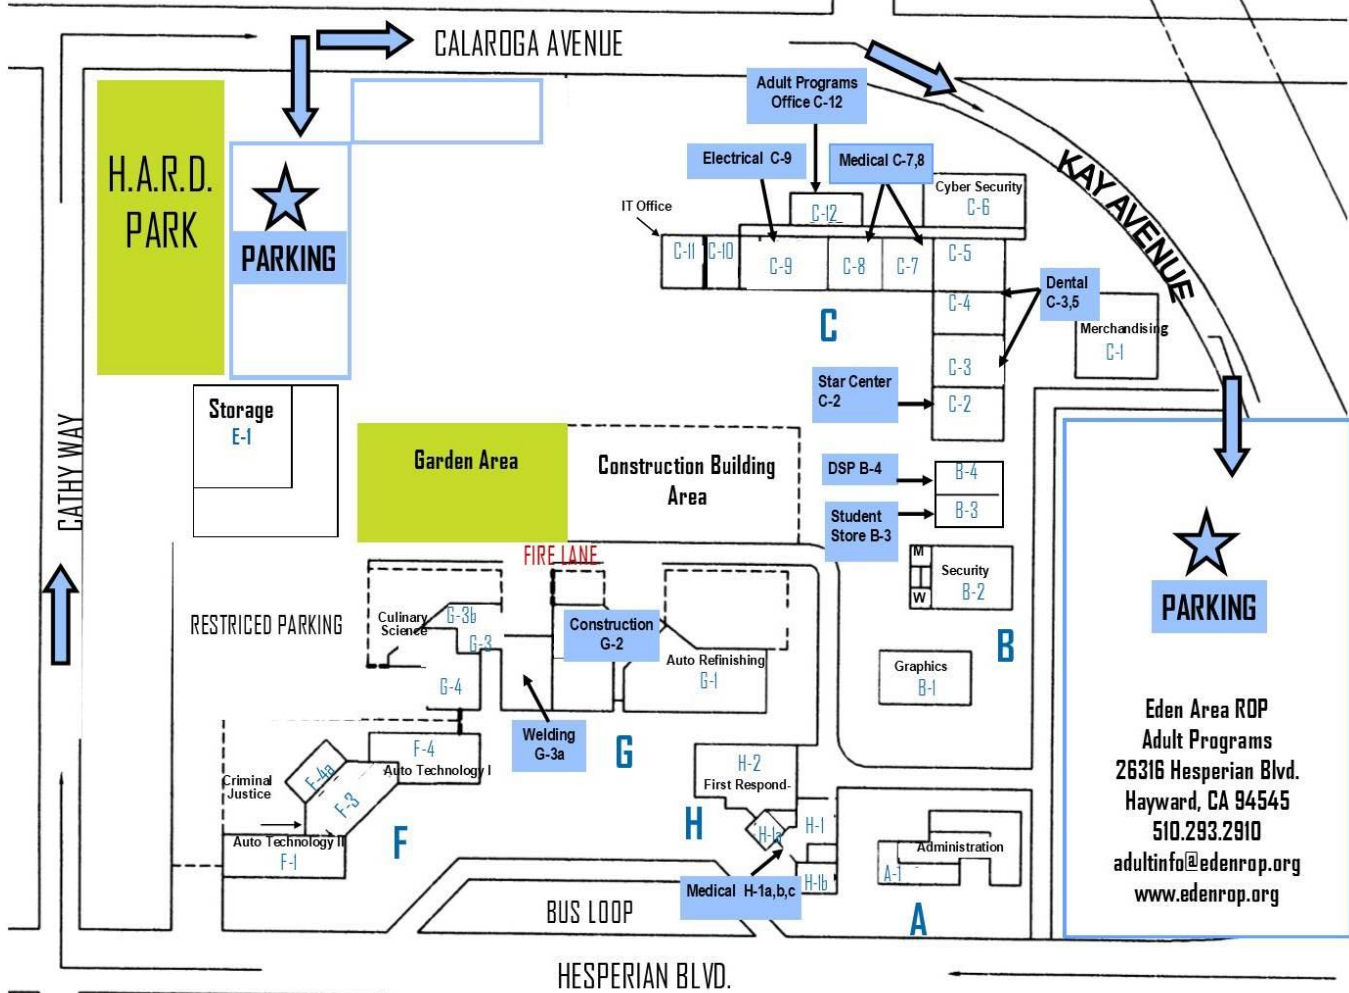 CALAROGA AVENUE
Adult Programs
Office C-12
H.A.R.D.
PARK
Electrical C-9
Medical C-7,8
KAY AVENUE
Cyber Security
C-6
IT Office
C-12
PARKING
C-11
C-10
C-9
C-8
C-7
C-5
Dental
C-3,5
C-4
C
Merchandising
C-1
C-3
Star Center
C-2
C-2
Storage
E-1
CATHY WAY
Garden Area
Construction Building
Area
DSP B-4
B-4
Student
Store B-3
B-3
FIRE LANE
M
W
Security
B-2
PARKING
RESTRICED PARKING
Culinary
Science
G-3b
G-3
Construction
G-2
B
Auto Refinishing
G-1
Graphics
B-1
G-4
Welding
G-3a
G
Eden Area ROP
Adult Programs
26316 Hesperian Blvd.
Hayward, CA 94545
510.293.2910
adultinfo@edenrop.org
www.edenrop.org
F-4
Auto Technology I
H-2
First Respond-
F-4a
Criminal
Justice
F-3
H
H-1a
H-1
Auto Technology II
F-1
F
Administration
A-1
Medical H-1a,b,c
H-1b
BUS LOOP
A
HESPERIAN BLVD.